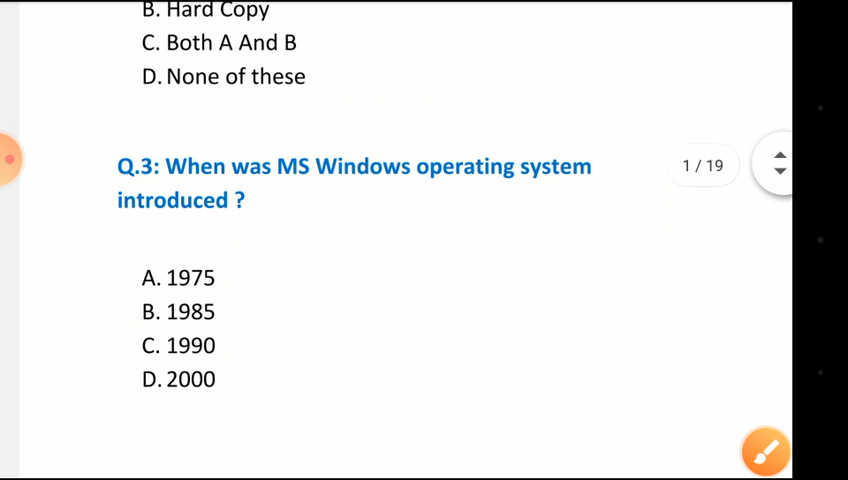 B. Hard Copy
C. Both A And B
D. None of these
Q.3: When was MS Windows operating system
introduced ?
1 / 19
A. 1975
B. 1985
C. 1990
D. 2000